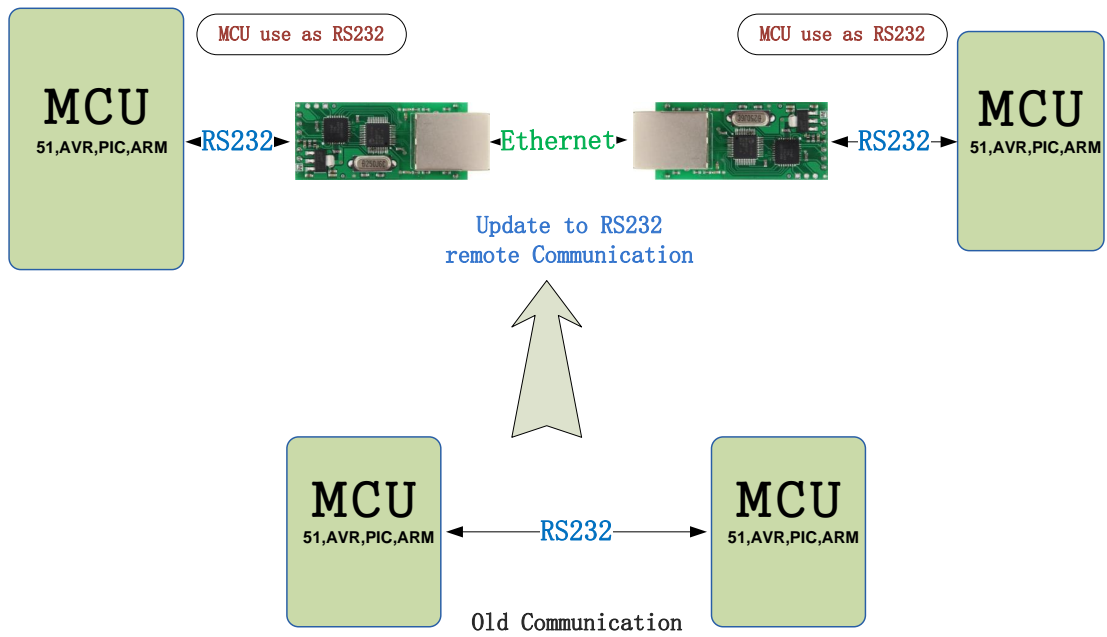 MCU use as RS232
MCU use as RS232
MCU
51,AVR,PIC,ARM
RS232
Ethernet
RS232
MCU
51,AVR,PIC,ARM
Update to RS232
remote Communication
MCU
51,AVR,PIC,ARM
RS232
MCU
51,AVR,PIC,ARM
Old Communication